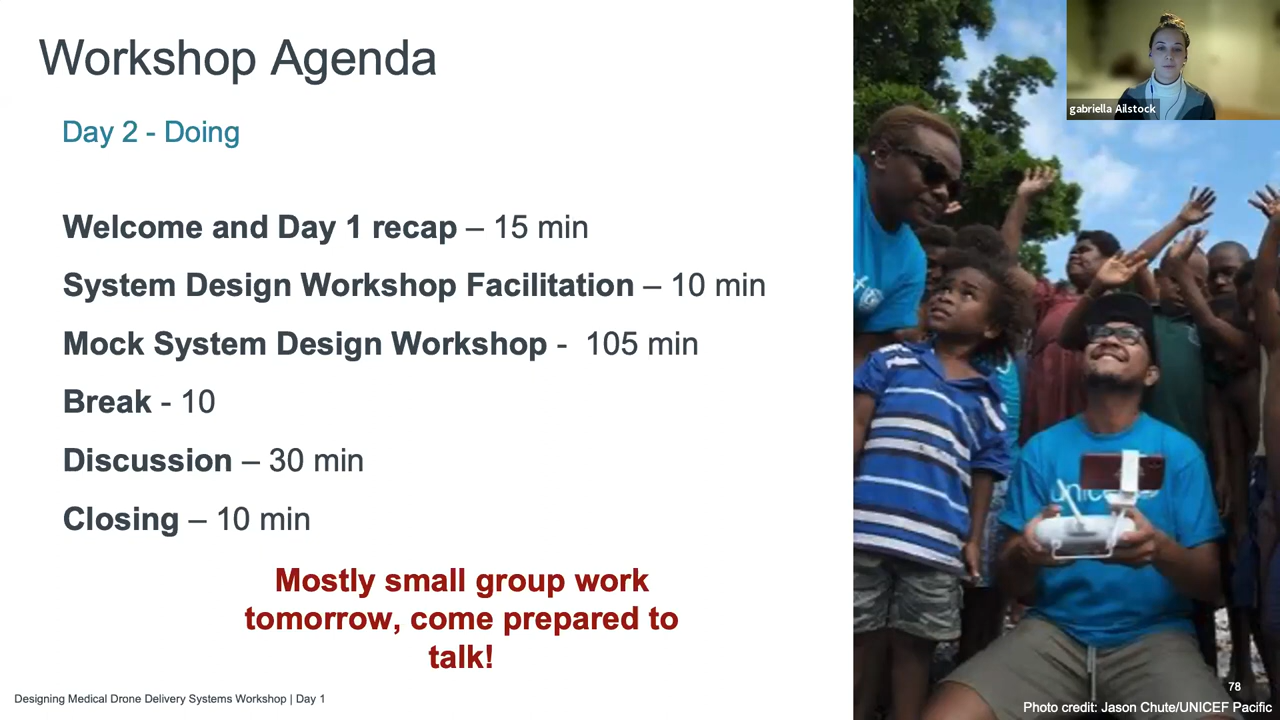 Workshop Agenda
gabriella Ailstock
Day 2 - Doing
Welcome and Day 1 recap – 15 min
System Design Workshop Facilitation – 10 min
Mock System Design Workshop - 105 min
Break - 10
Discussion – 30 min
Closing – 10 min
Mostly small group work
tomorrow, come prepared to
talk!
unic
Designing Medical Drone Delivery Systems Workshop | Day 1
78
Photo credit: Jason Chute/UNICEF Pacific